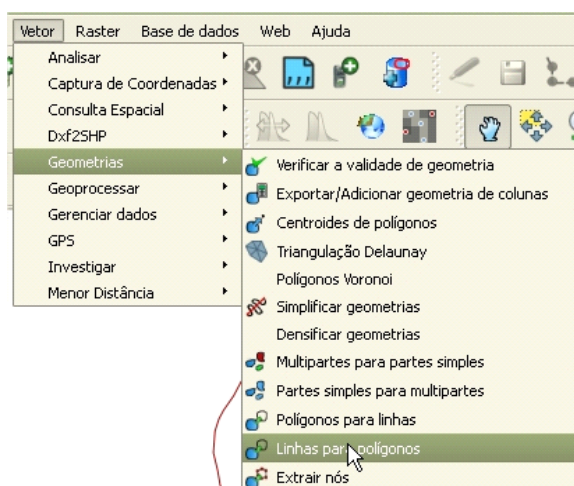 Vetor Raster Base de dados Web Ajuda
Analisar
Captura de Coordenadas
Consulta Espacial
Dxf2SHP
Geometrias
Geoprocessar
Gerenciar dados
GPS
Investigar
Menor Distância
Verificar a validade de geometria
Exportar/Adicionar geometria de colunas
Centroides de polígonos
Triangulação Delaunay
Polígonos Voronoi
Simplificar geometrias
Densificar geometrias
Multipartes para partes simples
Partes simples para multipartes
Polígonos para linhas
Linhas para polígonos
Extrair nós